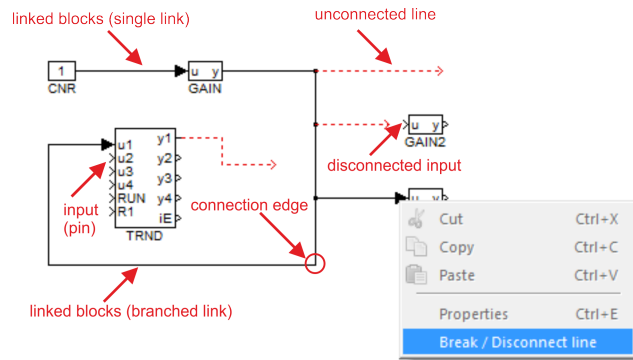 linked blocks (single link)
unconnected line
1
CNR
u y
GAIN
u y
GAIN2
disconnected input
u1 y1
u2 y2
u3 y3
u4 y4
RUN
R1 iE
TRND
input
(pin)
connection edge
linked blocks (branched link)
u y
Cut Ctrl+X
Copy Ctrl+C
Paste Ctrl+V
Properties Ctrl+E
Break / Disconnect line